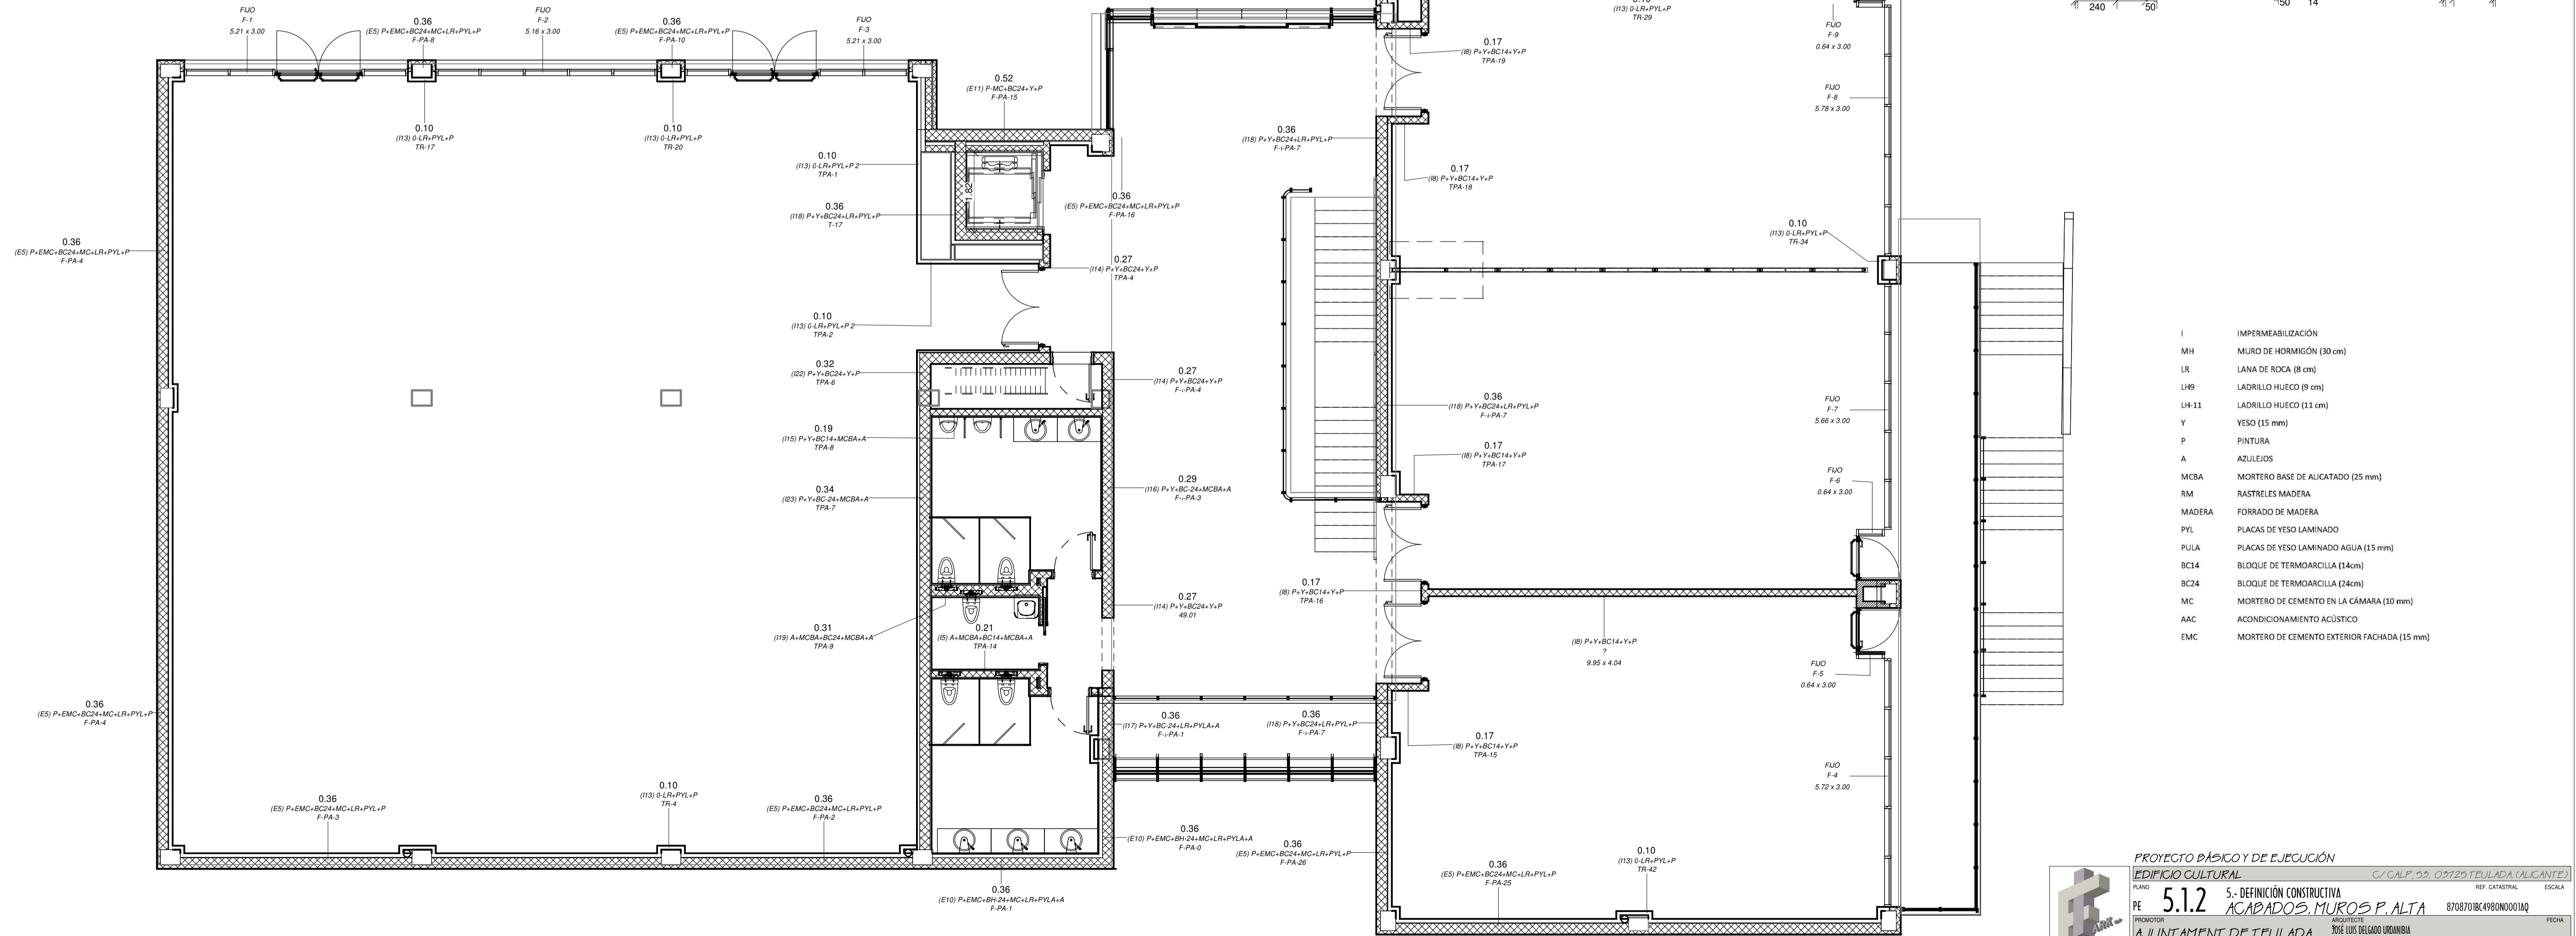 FIJO
F-1
5.21 x 3.00
0.36
(E5) P+EMC+BC24+MC+LR+PYL+P
F-PA-8
FIJO
F-2
5.16 x 3.00
0.36
(E5) P+EMC+BC24+MC+LR+PYL+P
F-PA-10
FIJO
F-3
5.21 x 3.00
(I13) 0-LR+PYL+P
TR-29
FIJO
F-9
0.64 x 3.00
240
50
50
14
0.17
(I8) P+Y+BC14+Y+P
TPA-19
0.52
(E11) P-MC+BC24+Y+P
F-PA-15
FIJO
F-8
5.78 x 3.00
0.10
(I13) 0-LR+PYL+P
TR-17
0.10
(I13) 0-LR+PYL+P
TR-20
0.36
(I18) P+Y+BC24+LR+PYL+P
F-i-PA-7
0.10
(I13) 0-LR+PYL+P 2
TPA-1
1.82
0.17
(I8) P+Y+BC14+Y+P
TPA-18
0.36
(I18) P+Y+BC24+LR+PYL+P
T-17
0.36
(E5) P+EMC+BC24+MC+LR+PYL+P
F-PA-16
0.36
(E5) P+EMC+BC24+MC+LR+PYL+P
F-PA-4
0.10
(I13) 0-LR+PYL+P
TR-34
0.27
(I14) P+Y+BC24+Y+P
TPA-4
0.10
(I13) 0-LR+PYL+P 2
TPA-2
0.32
(I22) P+Y+BC24+Y+P
TPA-6
0.27
(I14) P+Y+BC24+Y+P
F-i-PA-4
0.36
(I18) P+Y+BC24+LR+PYL+P
F-i-PA-7
FIJO
F-7
5.66 x 3.00
0.19
(I15) P+Y+BC14+MCBA+A
TPA-8
0.17
(I8) P+Y+BC14+Y+P
TPA-17
0.34
(I23) P+Y+BC-24+MCBA+A
TPA-7
0.29
(I16) P+Y+BC-24+MCBA+A
F-i-PA-3
FIJO
F-6
0.64 x 3.00
I IMPERMEABILIZACIÓN
MH MURO DE HORMIGÓN (30 cm)
LR LANA DE ROCA (8 cm)
LH9 LADRILLO HUECO (9 cm)
LH-11 LADRILLO HUECO (11 cm)
Y YESO (15 mm)
P PINTURA
A AZULEJOS
MCBA MORTERO BASE DE ALICATADO (25 mm)
RM RASTRELES MADERA
MADERA FORRADO DE MADERA
PYL PLACAS DE YESO LAMINADO
PULA PLACAS DE YESO LAMINADO AGUA (15 mm)
BC14 BLOQUE DE TERMOARCILLA (14cm)
BC24 BLOQUE DE TERMOARCILLA (24cm)
MC MORTERO DE CEMENTO EN LA CÁMARA (10 mm)
AAC ACONDICIONAMIENTO ACÚSTICO
EMC MORTERO DE CEMENTO EXTERIOR FACHADA (15 mm)
0.17
(I8) P+Y+BC14+Y+P
TPA-16
0.27
(I14) P+Y+BC24+Y+P
49.01
0.31
(I19) A+MCBA+BC24+MCBA+A
TPA-9
0.21
(I5) A+MCBA+BC14+MCBA+A
TPA-14
(I8) P+Y+BC14+Y+P
?
9.95 x 4.04
FIJO
F-5
0.64 x 3.00
0.36
(E5) P+EMC+BC24+MC+LR+PYL+P
F-PA-4
0.36
(I17) P+Y+BC-24+LR+PYLA+A
F-i-PA-1
0.36
(I18) P+Y+BC24+LR+PYL+P
F-i-PA-7
0.17
(I8) P+Y+BC14+Y+P
TPA-15
FIJO
F-4
5.72 x 3.00
0.36
(E5) P+EMC+BC24+MC+LR+PYL+P
F-PA-3
0.10
(I13) 0-LR+PYL+P
TR-4
0.36
(E5) P+EMC+BC24+MC+LR+PYL+P
F-PA-2
0.36
(E10) P+EMC+BH-24+MC+LR+PYLA+A
F-PA-0
0.36
(E5) P+EMC+BC24+MC+LR+PYL+P
F-PA-26
0.36
(E5) P+EMC+BC24+MC+LR+PYL+P
F-PA-25
0.10
(I13) 0-LR+PYL+P
TR-42
0.36
(E10) P+EMC+BH-24+MC+LR+PYLA+A
F-PA-1
PROYECTO BÁSICO Y DE EJECUCIÓN
EDIFICIO CULTURAL C/ CALP, 53. 03725 TEULADA (ALICANTE)
PLANO REF. CATASTRAL ESCALA
PE 5.1.2 5.- DEFINICIÓN CONSTRUCTIVA
ACABADOS. MUROS P. ALTA 8708701BC4980N0001AQ
PROMOTOR ARQUITECTE FECHA
AJUNTAMENT DE TEULADA JOSÉ LUIS DELGADO URDANIBIA